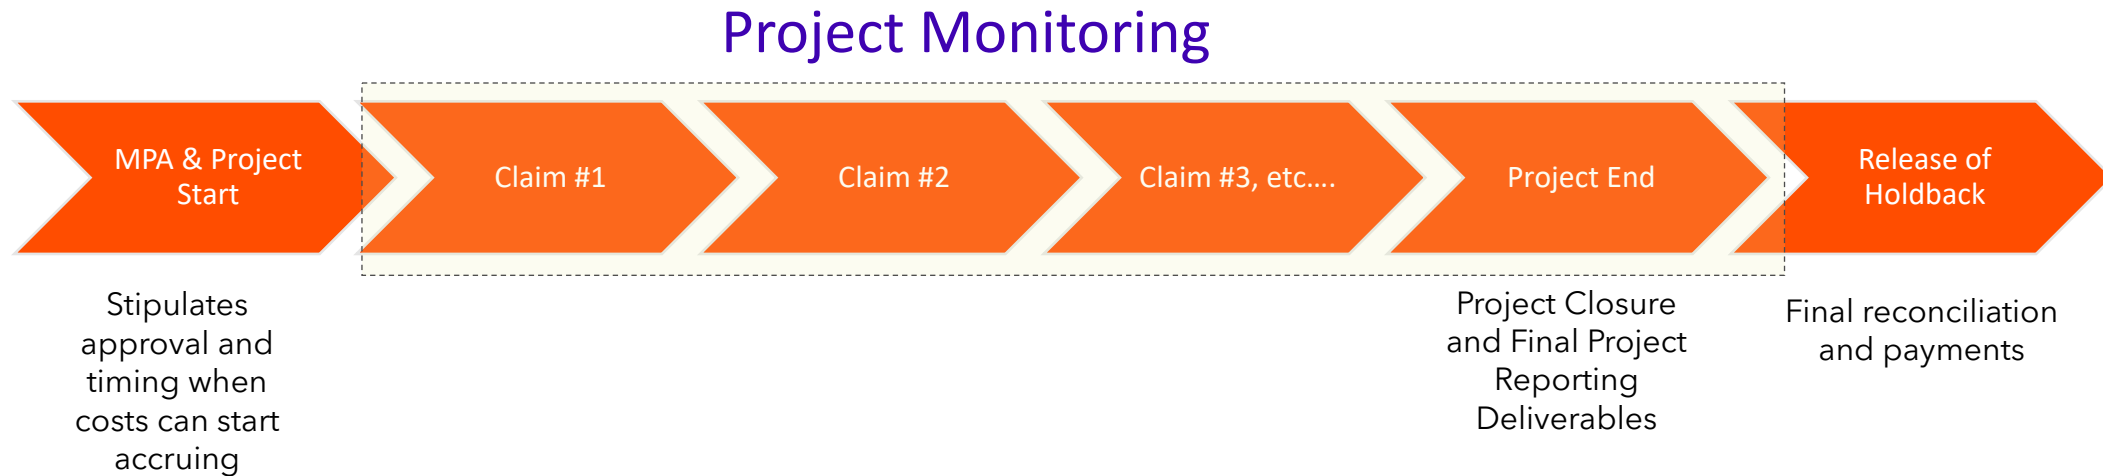 Project Monitoring
MPA & Project
Start
Claim #1
Claim #2
Claim #3, etc....
Project End
Release of
Holdback
Stipulates
approval and
timing when
costs can start
accruing
Project Closure
and Final Project
Reporting
Deliverables
Final reconciliation
and payments